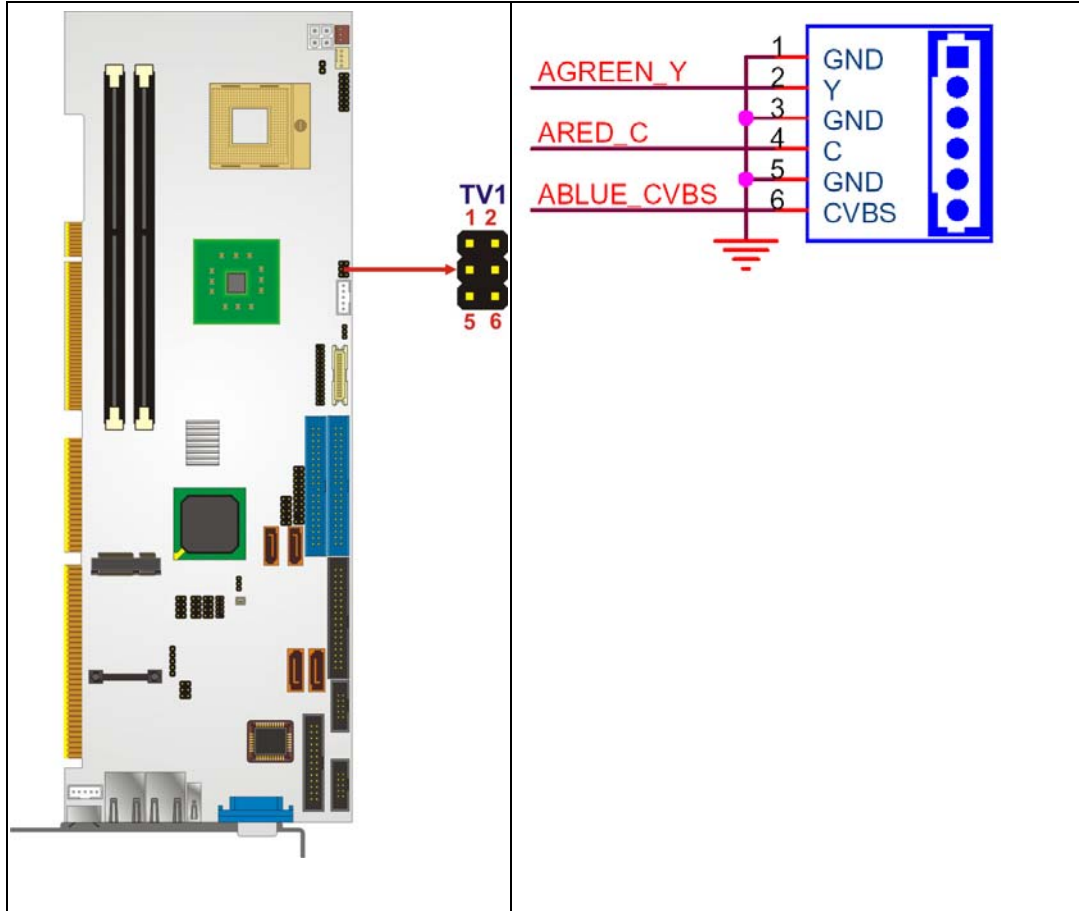 TV1
1 2
5 6
AGREEN_Y
ARED_C
ABLUE_CVBS
1 GND
2 Y
3 GND
4 C
5 GND
6 CVBS